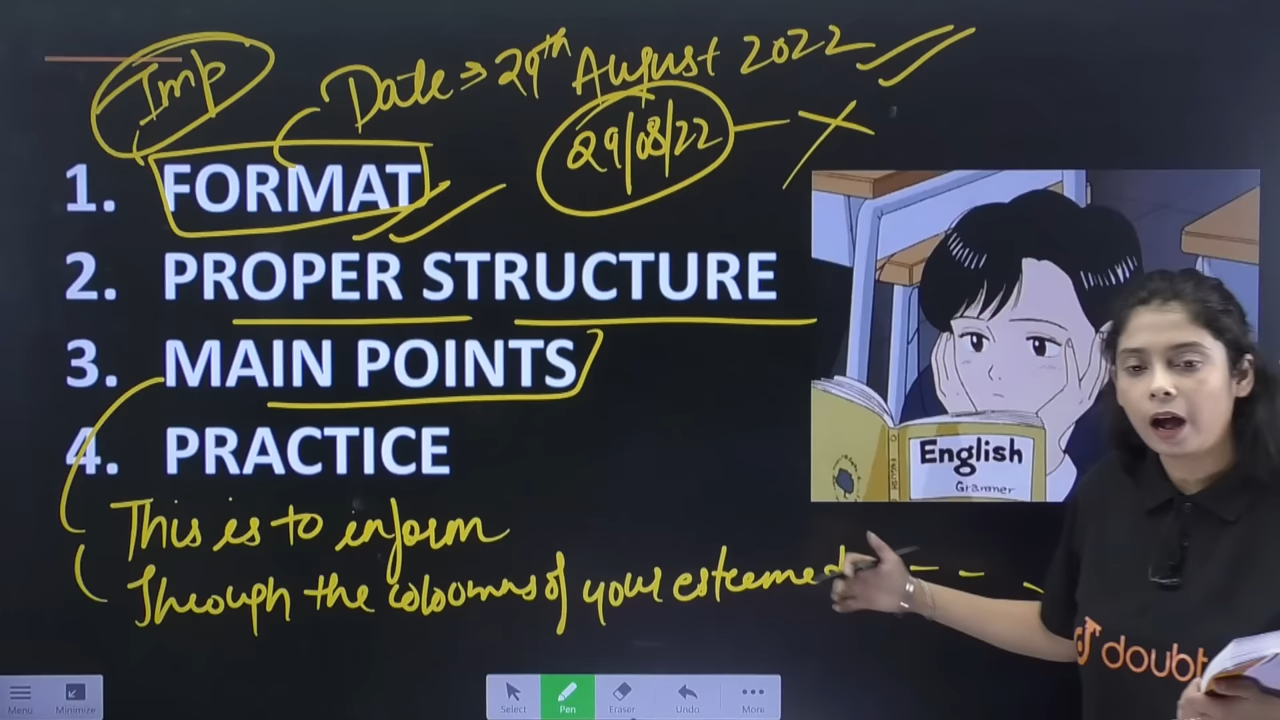 Imp
Date → 29th August 2022
29/08/22
1. FORMAT
2. PROPER STRUCTURE
3. MAIN POINTS
4. PRACTICE
English
Grammer
This is to inform
Through the coloomns of your esteemed
doubt
Menu
Minimize
Select
Pen
Eraser
Undo
More